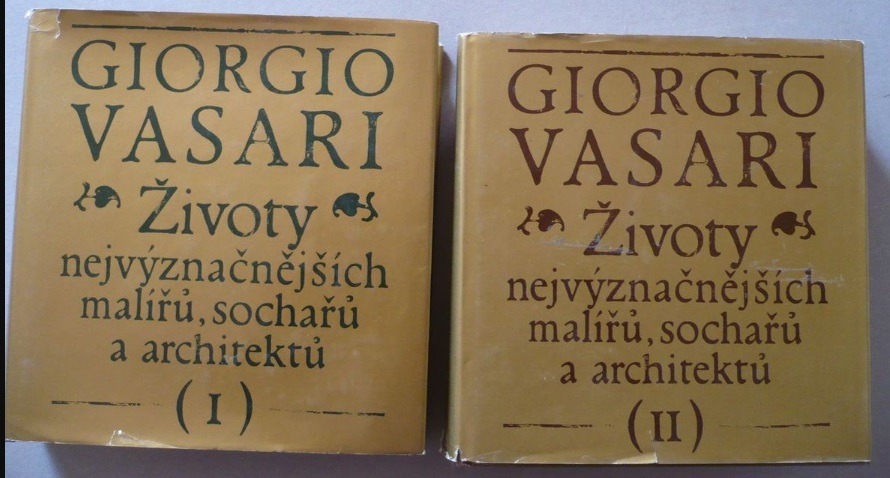 GIORGIO
VASARI
Životy
nejvýznačnějších
malířů, sochařů
a architektů
(I)
GIORGIO
VASARI
Životy
nejvýznačnějších
malířů, sochařů
a architektů
(II)